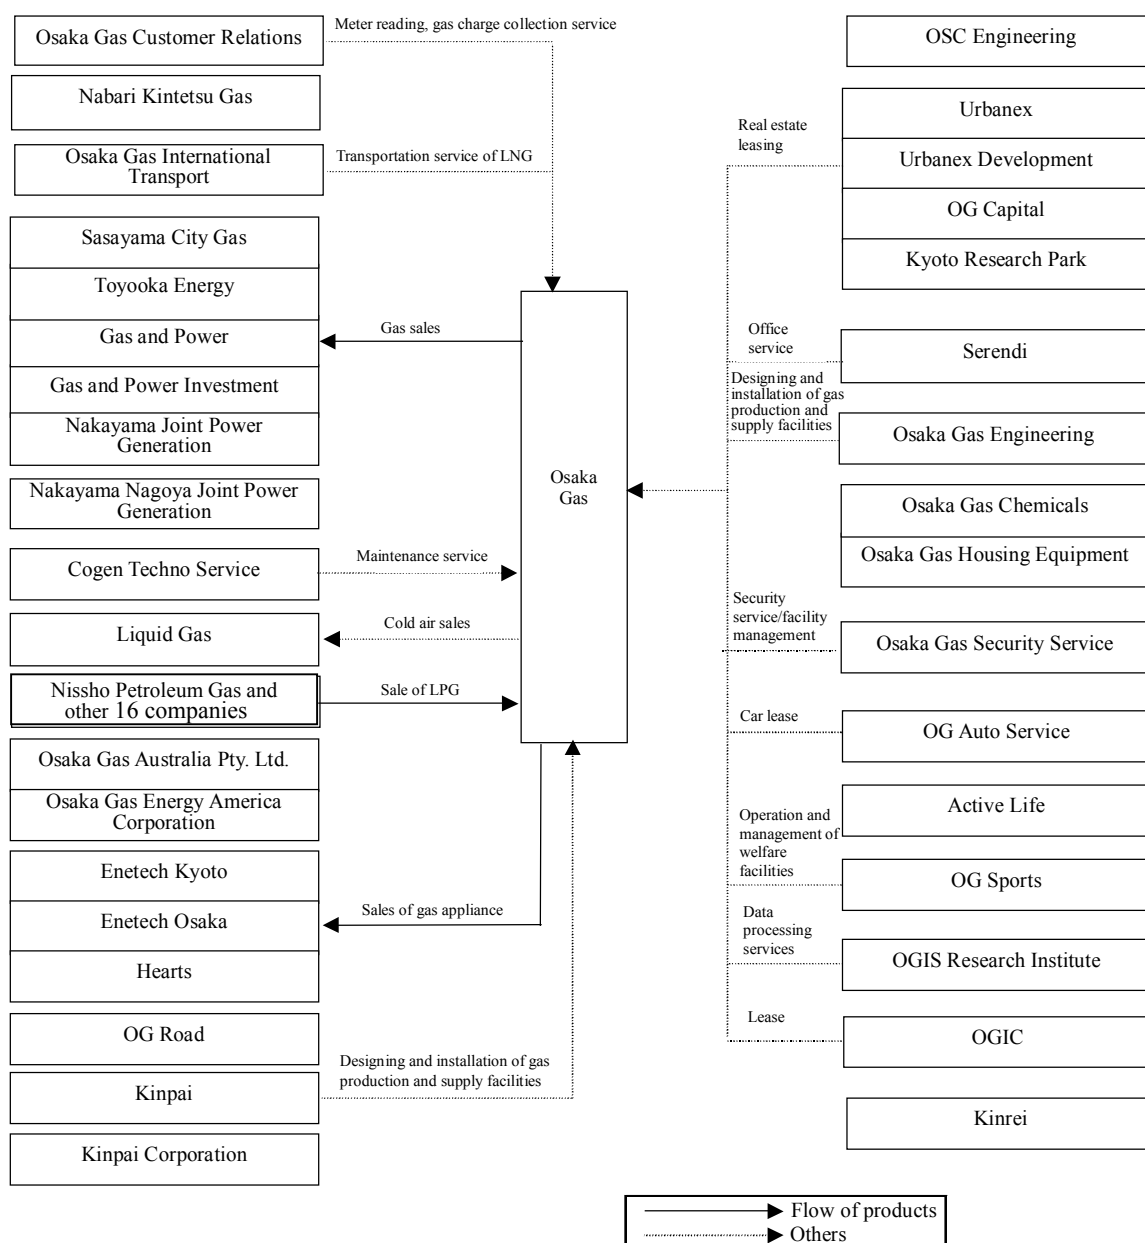 Osaka Gas Customer Relations
Meter reading, gas charge collection service
Nabari Kintetsu Gas
Osaka Gas International
Transport
Transportation service of LNG
Sasayama City Gas
Toyooka Energy
Gas and Power
Gas sales
Gas and Power Investment
Nakayama Joint Power
Generation
Nakayama Nagoya Joint Power
Generation
Cogen Techno Service
Maintenance service
Liquid Gas
Cold air sales
Nissho Petroleum Gas and
other 16 companies
Sale of LPG
Osaka Gas Australia Pty. Ltd.
Osaka Gas Energy America
Corporation
Enetech Kyoto
Enetech Osaka
Sales of gas appliance
Hearts
OG Road
Kinpai
Designing and installation of gas
production and supply facilities
Kinpai Corporation
Osaka
Gas
OSC Engineering
Real estate
leasing
Urbanex
Urbanex Development
OG Capital
Kyoto Research Park
Office
service
Serendi
Designing and
installation of gas
production and
supply facilities
Osaka Gas Engineering
Osaka Gas Chemicals
Osaka Gas Housing Equipment
Security
service/facility
management
Osaka Gas Security Service
Car lease
OG Auto Service
Active Life
Operation and
management of
welfare
facilities
OG Sports
Data
processing
services
OGIS Research Institute
Lease
OGIC
Kinrei
Flow of products
Others